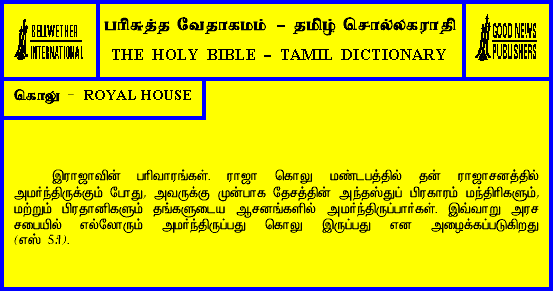 BELLWETHER
INTERNATIONAL
பரிசுத்த வேதாகமம் - தமிழ் சொல்லகராதி
THE HOLY BIBLE - TAMIL DICTIONARY
GOOD NEWS
PUBLISHERS
கொலு - ROYAL HOUSE
இராஜாவின் பரிவாரங்கள். ராஜா கொலு மண்டபத்தில் தன் ராஜாசனத்தில்
அமர்ந்திருக்கும் போது, அவருக்கு முன்பாக தேசத்தின் அந்தஸ்துப் பிரகாரம் மந்திரிகளும்,
மற்றும் பிரதானிகளும் தங்களுடைய ஆசனங்களில் அமர்ந்திருப்பார்கள். இவ்வாறு அரச
சபையில் எல்லோரும் அமர்ந்திருப்பது கொலு இருப்பது என அழைக்கப்படுகிறது
(எஸ் 5:1).